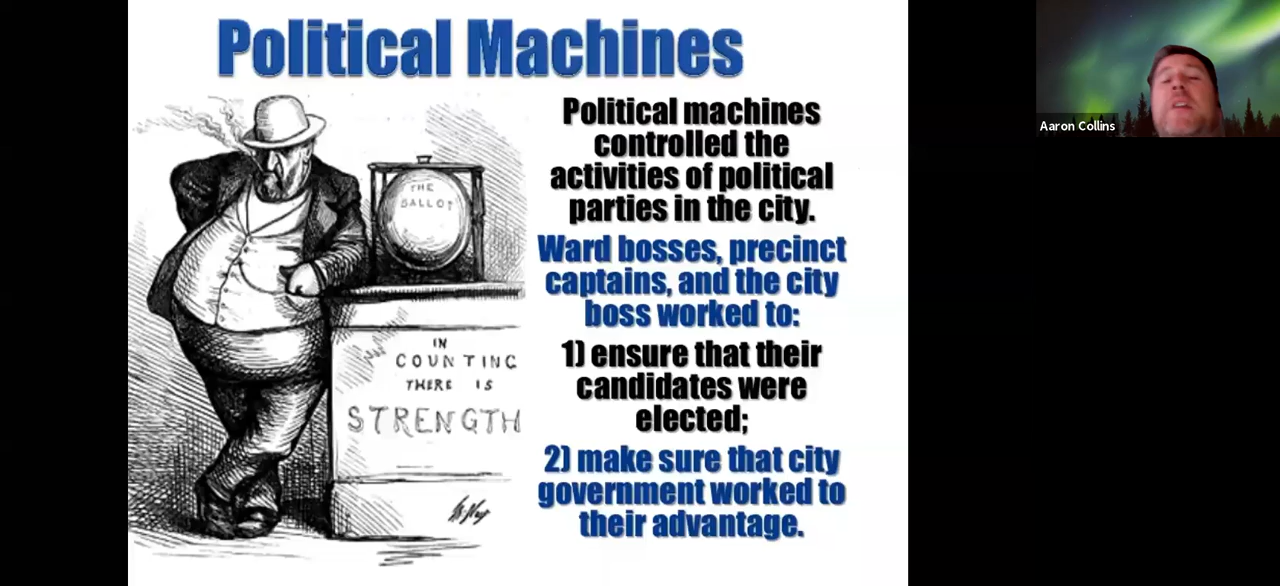 Political Machines
Political machines
controlled the
activities of political
parties in the city.
Ward bosses, precinct
captains, and the city
boss worked to:
1) ensure that their
candidates were
elected;
2) make sure that city
government worked to
their advantage.
THE
BALLOT
IN
COUNTING
THERE IS
STRENGTH
Aaron Collins